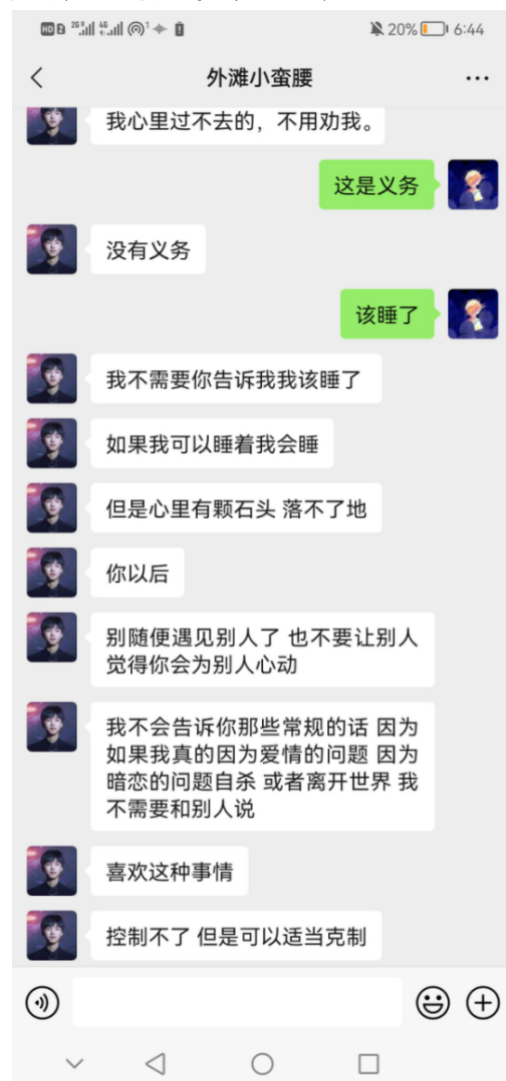 20% 6:44
外滩小蛮腰
我心里过不去的，不用劝我。
这是义务
没有义务
该睡了
我不需要你告诉我我该睡了
如果我可以睡着我会睡
但是心里有颗石头 落不了地
你以后
别随便遇见别人了 也不要让别人
觉得你会为别人心动
我不会告诉你那些常规的话 因为
如果我真的因为爱情的问题 因为
暗恋的问题自杀 或者离开世界 我
不需要和别人说
喜欢这种事情
控制不了 但是可以适当克制